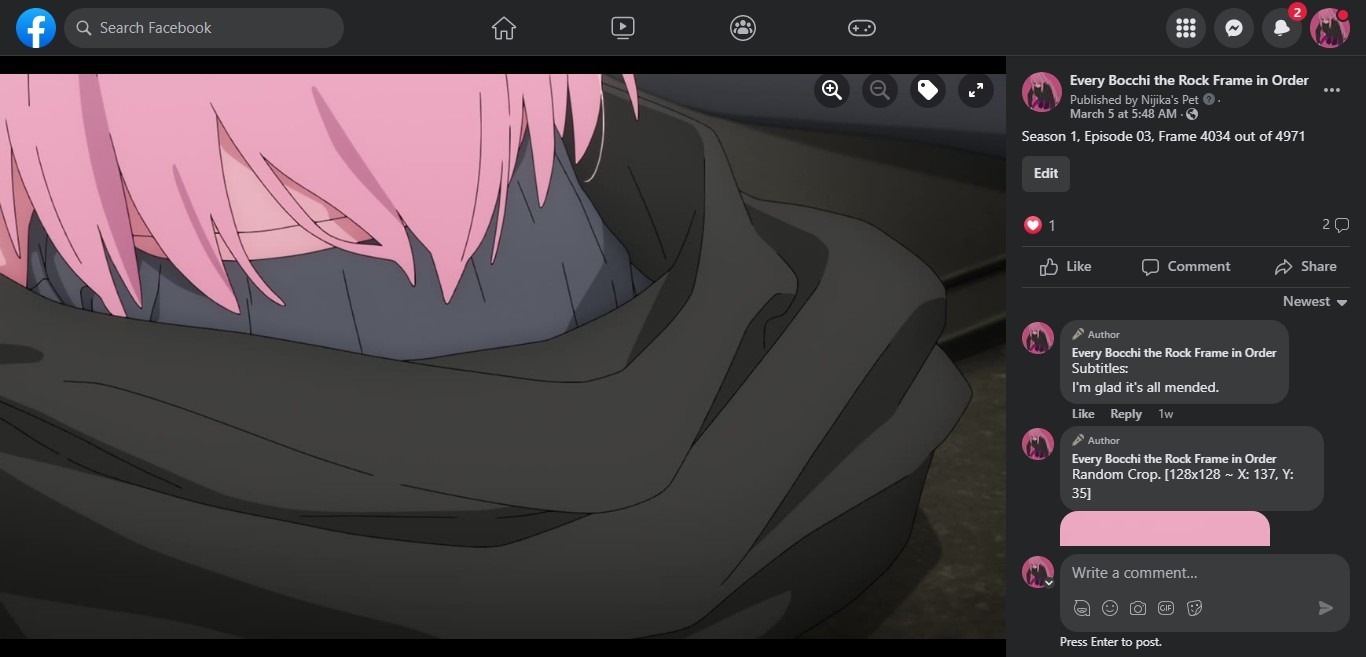 Search Facebook
2
Every Bocchi the Rock Frame in Order
Published by Nijika's Pet ·
March 5 at 5:48 AM ·
Season 1, Episode 03, Frame 4034 out of 4971
Edit
1
2
Like
Comment
Share
Newest
Author
Every Bocchi the Rock Frame in Order
Subtitles:
I'm glad it's all mended.
Like Reply 1w
Author
Every Bocchi the Rock Frame in Order
Random Crop. [128x128 ~ X: 137, Y:
35]
Write a comment...
GIF
Press Enter to post.